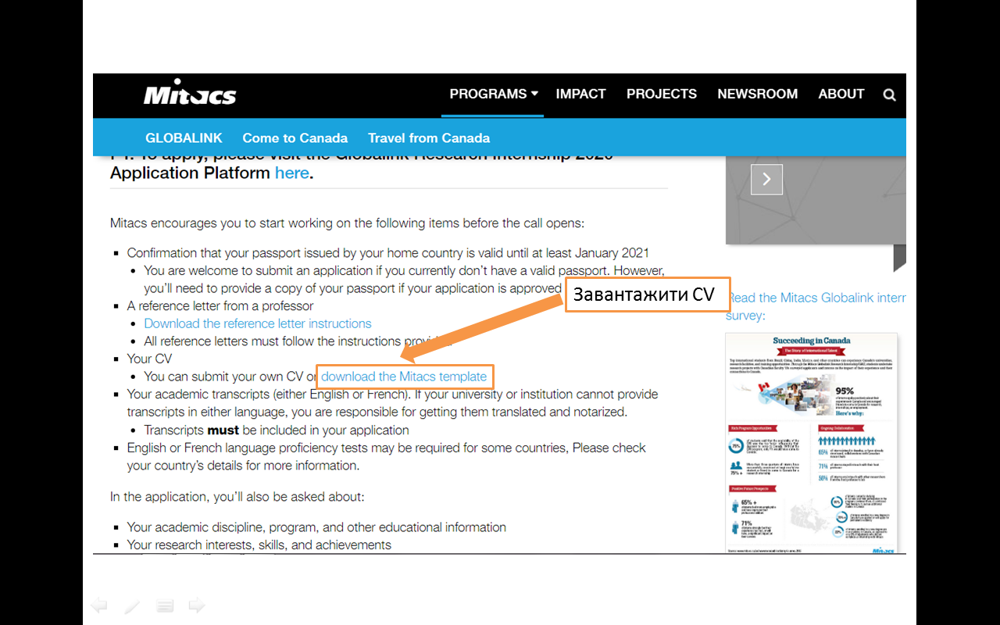 Mitacs
PROGRAMS IMPACT PROJECTS NEWSROOM ABOUT
GLOBALINK Come to Canada Travel from Canada
To apply, please visit the Globalink Research Internship 2020
Application Platform here.
Mitacs encourages you to start working on the following items before the call opens:
Confirmation that your passport issued by your home country is valid until at least January 2021
You are welcome to submit an application if you currently don't have a valid passport. However,
you'll need to provide a copy of your passport if your application is approved
Завантажити CV
A reference letter from a professor
Download the reference letter instructions
All reference letters must follow the instructions
Your CV
You can submit your own CV or download the Mitacs template
Your academic transcripts (either English or French). If your university or institution cannot provide
transcripts in either language, you are responsible for getting them translated and notarized.
Transcripts must be included in your application
English or French language proficiency tests may be required for some countries, Please check
your country's details for more information.
In the application, you'll also be asked about:
Your academic discipline, program, and other educational information
Your research interests, skills, and achievements
Read the Mitacs Globalink intern
survey:
Succeeding in Canada
The Story of International Talent
95%
Here's why:
Ongoing Collaboration
75%
65%
75% +
71%
56%
Positive Future Prospects
65% +
71%
Mitacs